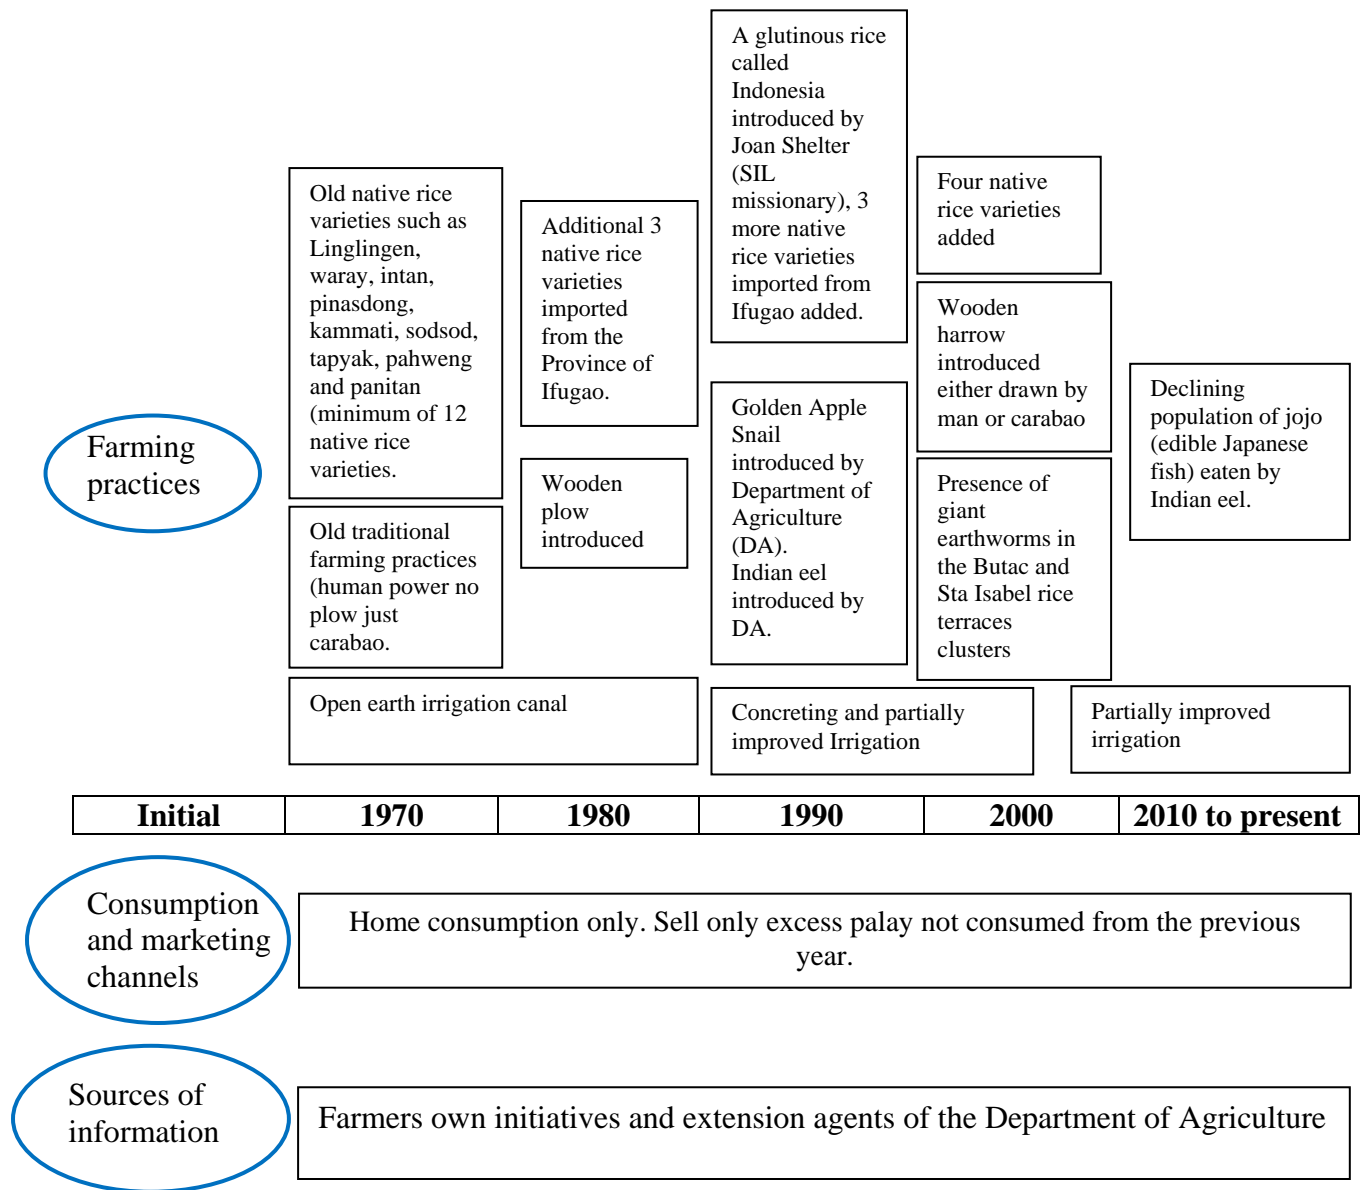 Farming
practices
Old native rice
varieties such as
Linglingen,
waray, intan,
pinasdong,
kammati, sodsod,
tapyak, pahweng
and panitan
(minimum of 12
native rice
varieties.
Old traditional
farming practices
(human power no
plow just
carabao.
Additional 3
native rice
varieties
imported
from the
Province of
Ifugao.
Wooden
plow
introduced
Open earth irrigation canal
A glutinous rice
called
Indonesia
introduced by
Joan Shelter
(SIL
missionary), 3
more native
rice varieties
imported from
Ifugao added.
Golden Apple
Snail
introduced by
Department of
Agriculture
(DA).
Indian eel
introduced by
DA.
Concreting and partially
improved Irrigation
Four native
rice varieties
added
Wooden
harrow
introduced
either drawn by
man or carabao
Presence of
giant
earthworms in
the Butac and
Sta Isabel rice
terraces
clusters
Declining
population of jojo
(edible Japanese
fish) eaten by
Indian eel.
Partially improved
irrigation
Initial 1970 1980 1990 2000 2010 to present
Consumption
and marketing
channels
Home consumption only. Sell only excess palay not consumed from the previous
year.
Sources of
information
Farmers own initiatives and extension agents of the Department of Agriculture